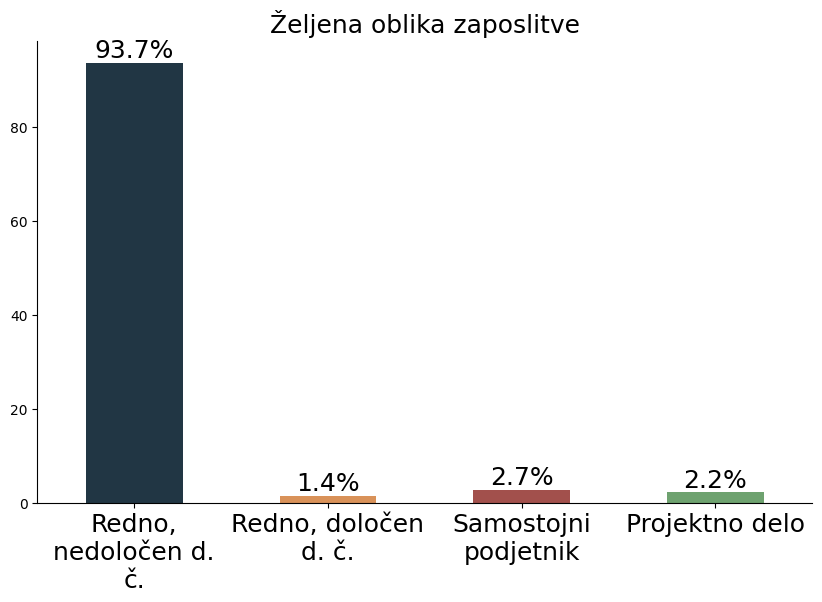 Željena oblika zaposlitve
93.7%
1.4%
2.7%
2.2%
80
60
40
20
0
Redno,
nedoločen d.
č.
Redno, določen
d. č.
Samostojni
podjetnik
Projektno delo